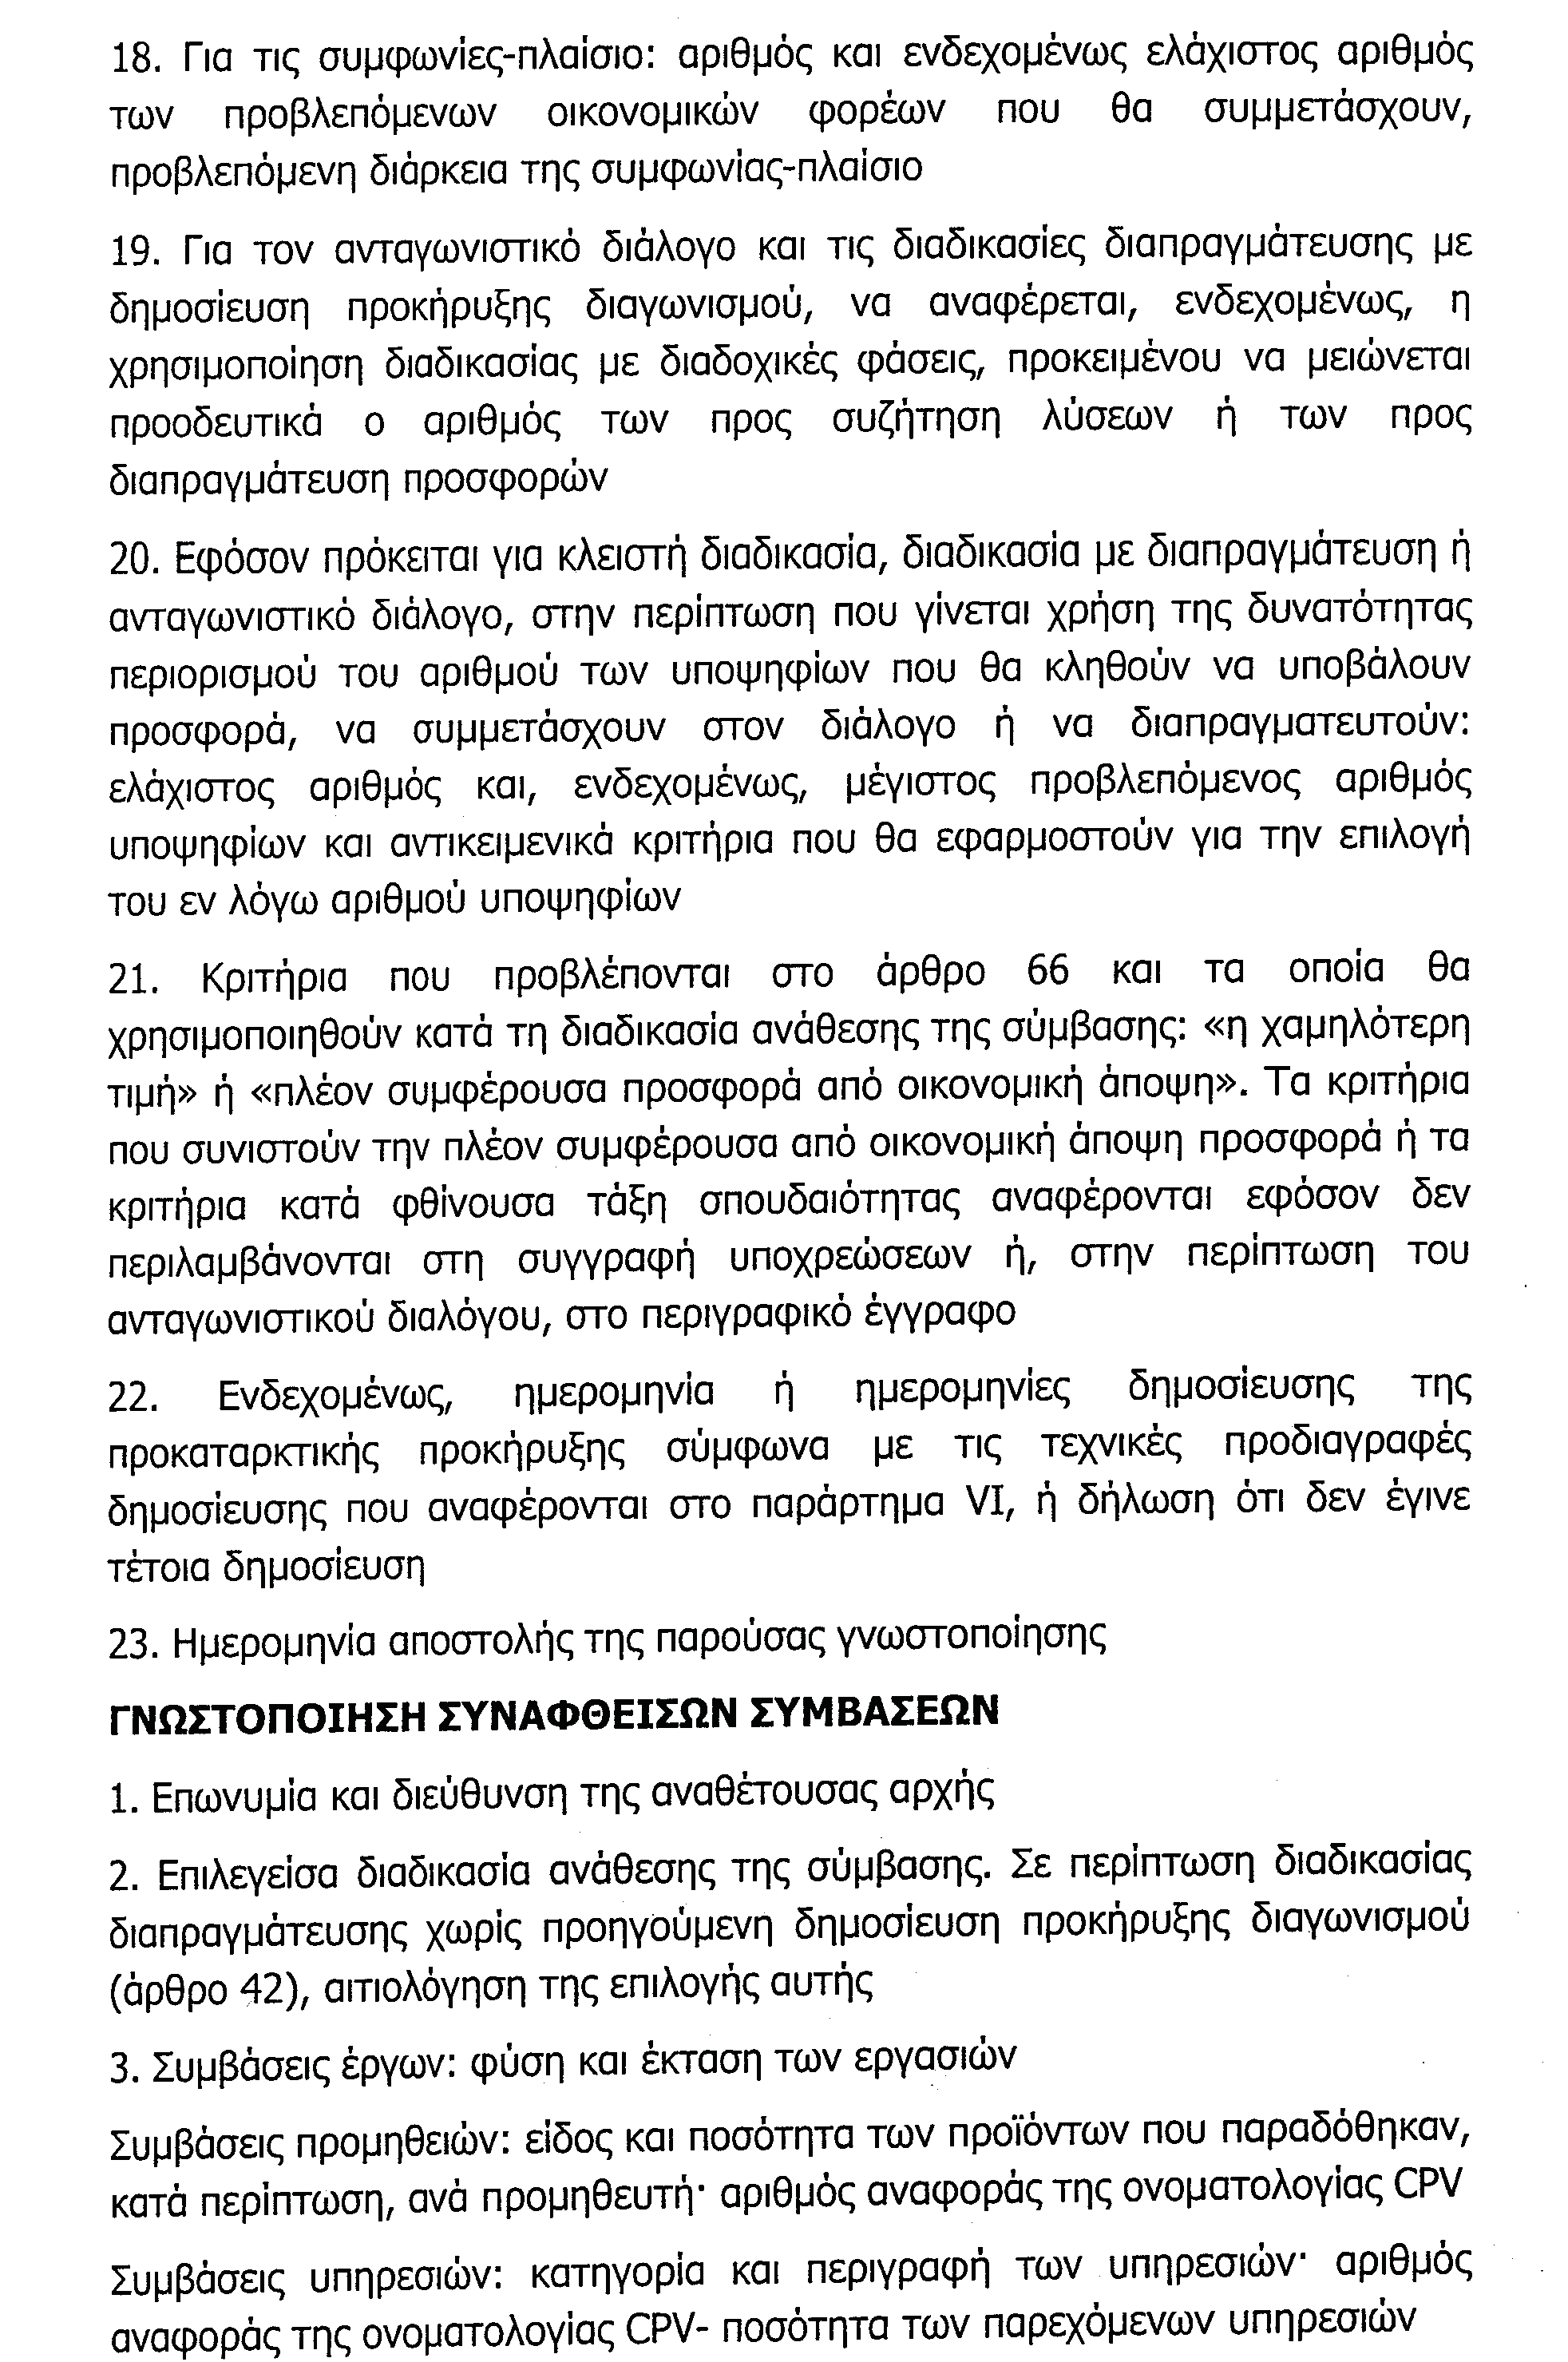 18. Για τις συμφωνίες-πλαίσιο: αριθμός και ενδεχομένως ελάχιστος αριθμός
των προβλεπόμενων οικονομικών φορέων που θα συμμετάσχουν,
προβλεπόμενη διάρκεια της συμφωνίας-πλαίσιο
19. Για τον ανταγωνιστικό διάλογο και τις διαδικασίες διαπραγμάτευσης με
δημοσίευση προκήρυξης διαγωνισμού, να αναφέρεται, ενδεχομένως, η
χρησιμοποίηση διαδικασίας με διαδοχικές φάσεις, προκειμένου να μειώνεται
προοδευτικά ο αριθμός των προς συζήτηση λύσεων ή των προς
διαπραγμάτευση προσφορών
20. Εφόσον πρόκειται για κλειστή διαδικασία, διαδικασία με διαπραγμάτευση ή
ανταγωνιστικό διάλογο, στην περίπτωση που γίνεται χρήση της δυνατότητας
περιορισμού του αριθμού των υποψηφίων που θα κληθούν να υποβάλουν
προσφορά, να συμμετάσχουν στον διάλογο ή να διαπραγματευτούν:
ελάχιστος αριθμός και, ενδεχομένως, μέγιστος προβλεπόμενος αριθμός
υποψηφίων και αντικειμενικά κριτήρια που θα εφαρμοστούν για την επιλογή
του εν λόγω αριθμού υποψηφίων
21. Κριτήρια που προβλέπονται στο άρθρο 66 και τα οποία θα
χρησιμοποιηθούν κατά τη διαδικασία ανάθεσης της σύμβασης: «η χαμηλότερη
τιμή» ή «πλέον συμφέρουσα προσφορά από οικονομική άποψη». Τα κριτήρια
που συνιστούν την πλέον συμφέρουσα από οικονομική άποψη προσφορά ή τα
κριτήρια κατά φθίνουσα τάξη σπουδαιότητας αναφέρονται εφόσον δεν
περιλαμβάνονται στη συγγραφή υποχρεώσεων ή, στην περίπτωση του
ανταγωνιστικού διαλόγου, στο περιγραφικό έγγραφο
22. Ενδεχομένως, ημερομηνία ή ημερομηνίες δημοσίευσης της
προκαταρκτικής προκήρυξης σύμφωνα με τις τεχνικές προδιαγραφές
δημοσίευσης που αναφέρονται στο παράρτημα VI, ή δήλωση ότι δεν έγινε
τέτοια δημοσίευση
23. Ημερομηνία αποστολής της παρούσας γνωστοποίησης
ΓΝΩΣΤΟΠΟΙΗΣΗ ΣΥΝΑΦΘΕΙΣΩΝ ΣΥΜΒΑΣΕΩΝ
1. Επωνυμία και διεύθυνση της αναθέτουσας αρχής
2. Επιλεγείσα διαδικασία ανάθεσης της σύμβασης. Σε περίπτωση διαδικασίας
διαπραγμάτευσης χωρίς προηγούμενη δημοσίευση προκήρυξης διαγωνισμού
(άρθρο 42), αιτιολόγηση της επιλογής αυτής
3. Συμβάσεις έργων: φύση και έκταση των εργασιών
Συμβάσεις προμηθειών: είδος και ποσότητα των προϊόντων που παραδόθηκαν,
κατά περίπτωση, ανά προμηθευτή· αριθμός αναφοράς της ονοματολογίας CPV
Συμβάσεις υπηρεσιών: κατηγορία και περιγραφή των υπηρεσιών· αριθμός
αναφοράς της ονοματολογίας CPV- ποσότητα των παρεχόμενων υπηρεσιών